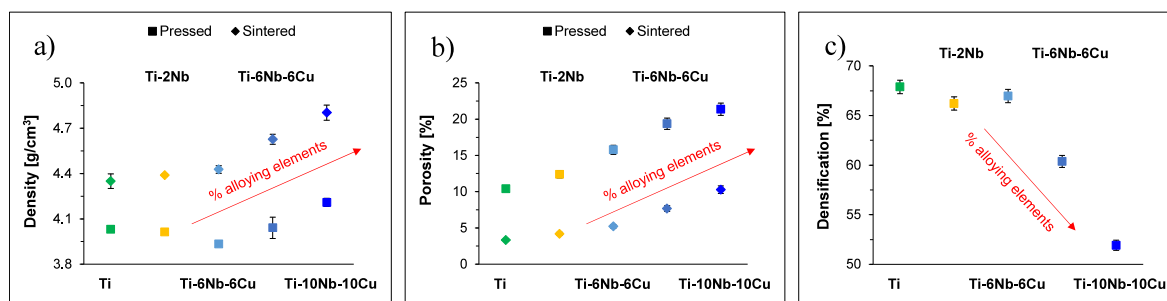 a)
■ Pressed ◆ Sintered
Ti-2Nb Ti-6Nb-6Cu
Density [g/cm³]
5.0
4.7
4.4
4.1
3.8
% alloying elements
Ti Ti-6Nb-6Cu Ti-10Nb-10Cu
b)
■ Pressed ◆ Sintered
Ti-2Nb Ti-6Nb-6Cu
Porosity [%]
25
20
15
10
5
0
% alloying elements
Ti Ti-6Nb-6Cu Ti-10Nb-10Cu
c)
Ti-2Nb Ti-6Nb-6Cu
Densification [%]
70
65
60
55
50
% alloying elements
Ti Ti-6Nb-6Cu Ti-10Nb-10Cu